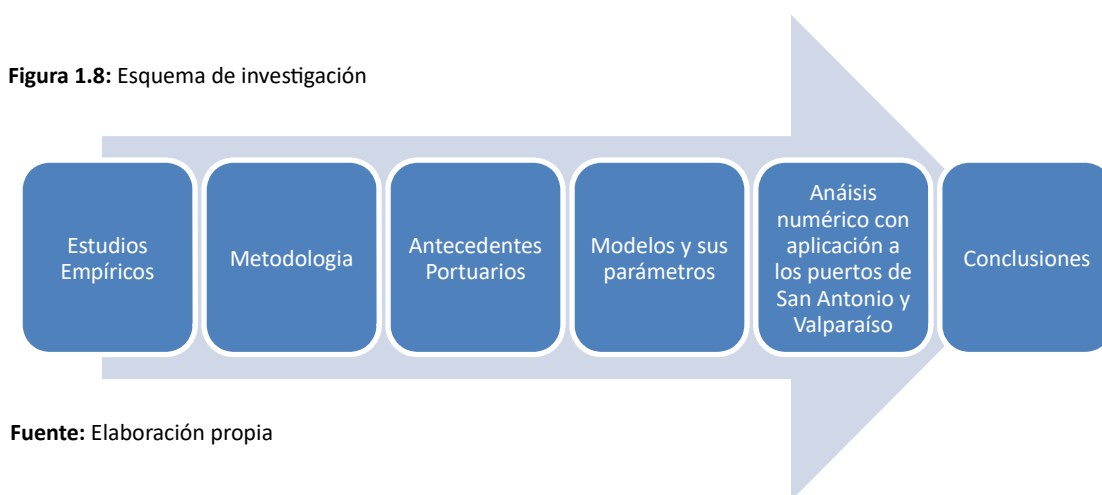 Figura 1.8: Esquema de investigación
Estudios
Empíricos
Metodologia
Antecedentes
Portuarios
Modelos y sus
parámetros
Anáisis
numérico con
aplicación a
los puertos de
San Antonio y
Valparaíso
Conclusiones
Fuente: Elaboración propia